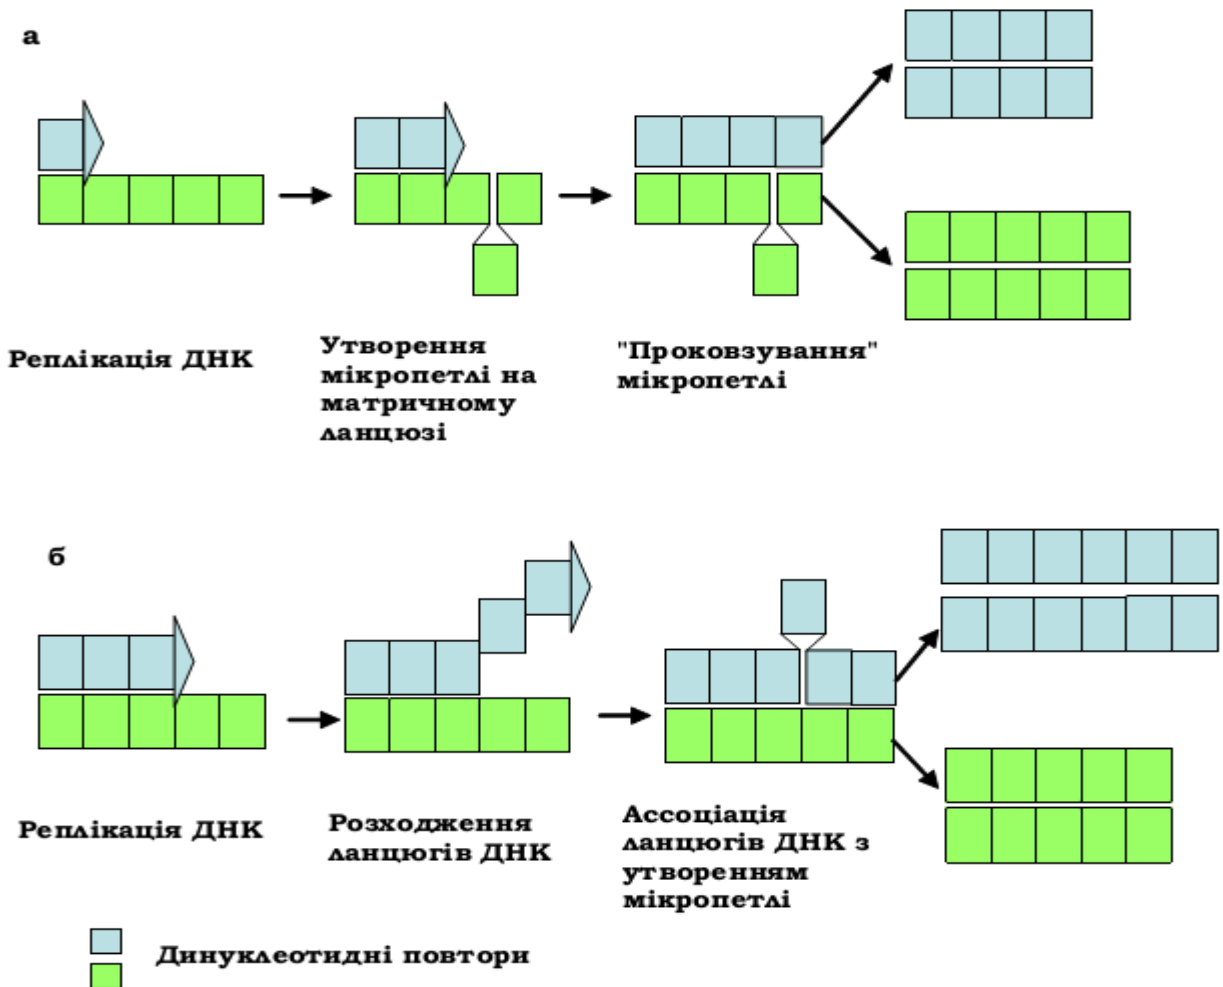 а
Реплікація ДНК
Утворення
мікропетлі на
матричному
ланцюзі
"Проковзування"
мікропетлі
б
Реплікація ДНК
Розходження
ланцюгів ДНК
Ассоціація
ланцюгів ДНК з
утворенням
мікропетлі
Динуклеотидні повтори